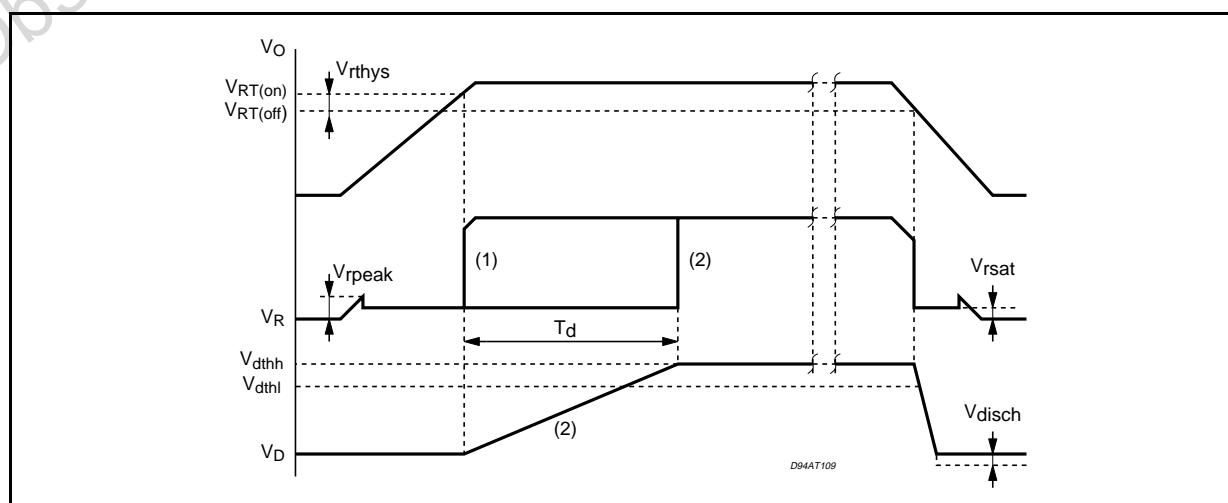 VO
Vrthys
VRT(on)
VRT(off)
(1)
(2)
Vrpeak
Vrsat
VR
Td
Vdthh
Vdthl
Vdisch
(2)
VD
D94AT109